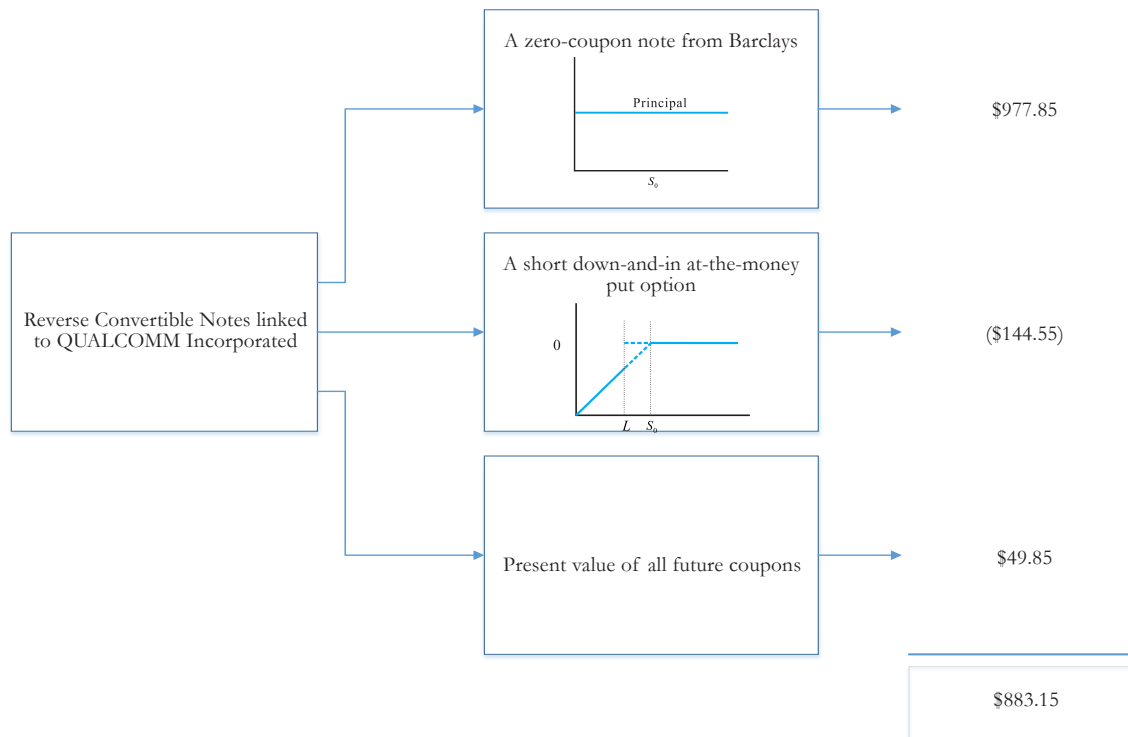 A zero-coupon note from Barclays
Principal
S₀
$977.85
Reverse Convertible Notes linked
to QUALCOMM Incorporated
A short down-and-in at-the-money
put option
0
L S₀
($144.55)
Present value of all future coupons
$49.85
$883.15